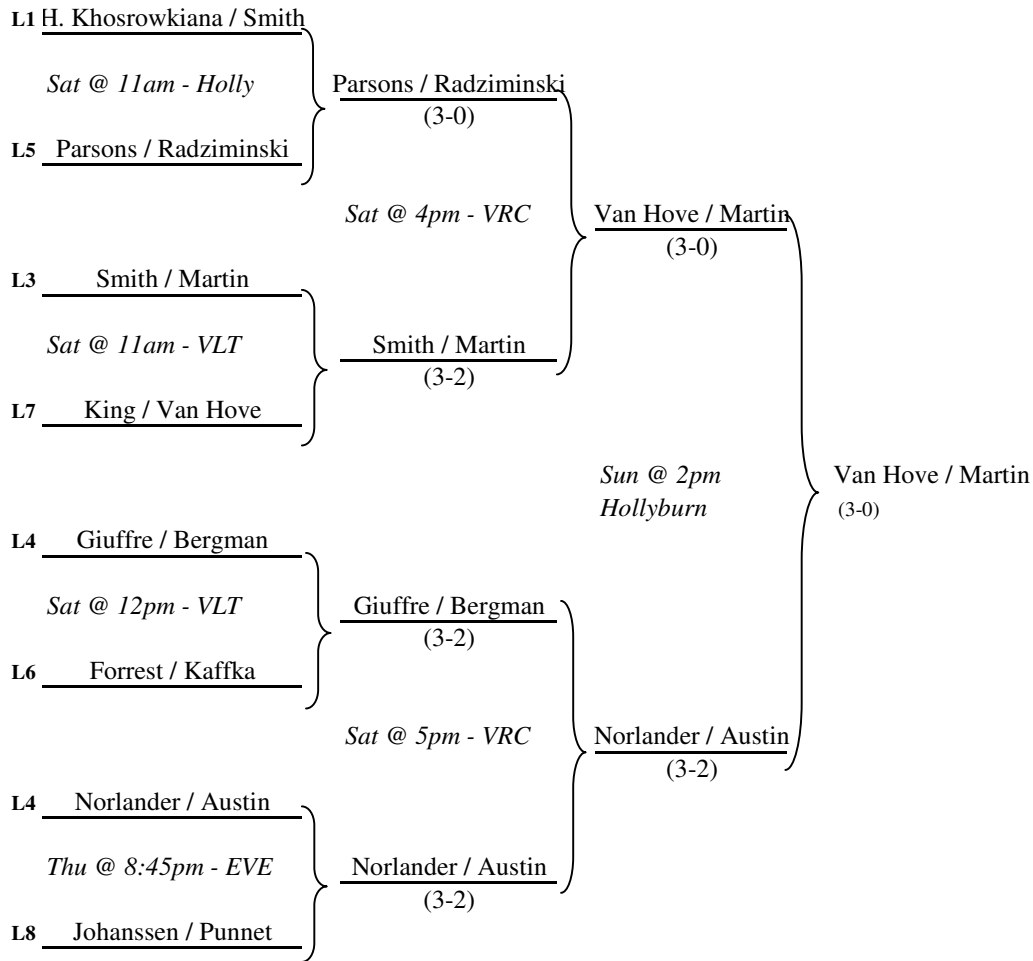 L1 H. Khosrowkiana / Smith
Sat @ 11am - Holly
Parsons / Radziminski
(3-0)
L5 Parsons / Radziminski
Sat @ 4pm - VRC
Van Hove / Martin
(3-0)
L3 Smith / Martin
Sat @ 11am - VLT
Smith / Martin
(3-2)
L7 King / Van Hove
Sun @ 2pm
Hollyburn
Van Hove / Martin
(3-0)
L4 Giuffre / Bergman
Sat @ 12pm - VLT
Giuffre / Bergman
(3-2)
L6 Forrest / Kaffka
Sat @ 5pm - VRC
Norlander / Austin
(3-2)
L4 Norlander / Austin
Thu @ 8:45pm - EVE
Norlander / Austin
(3-2)
L8 Johanssen / Punnet